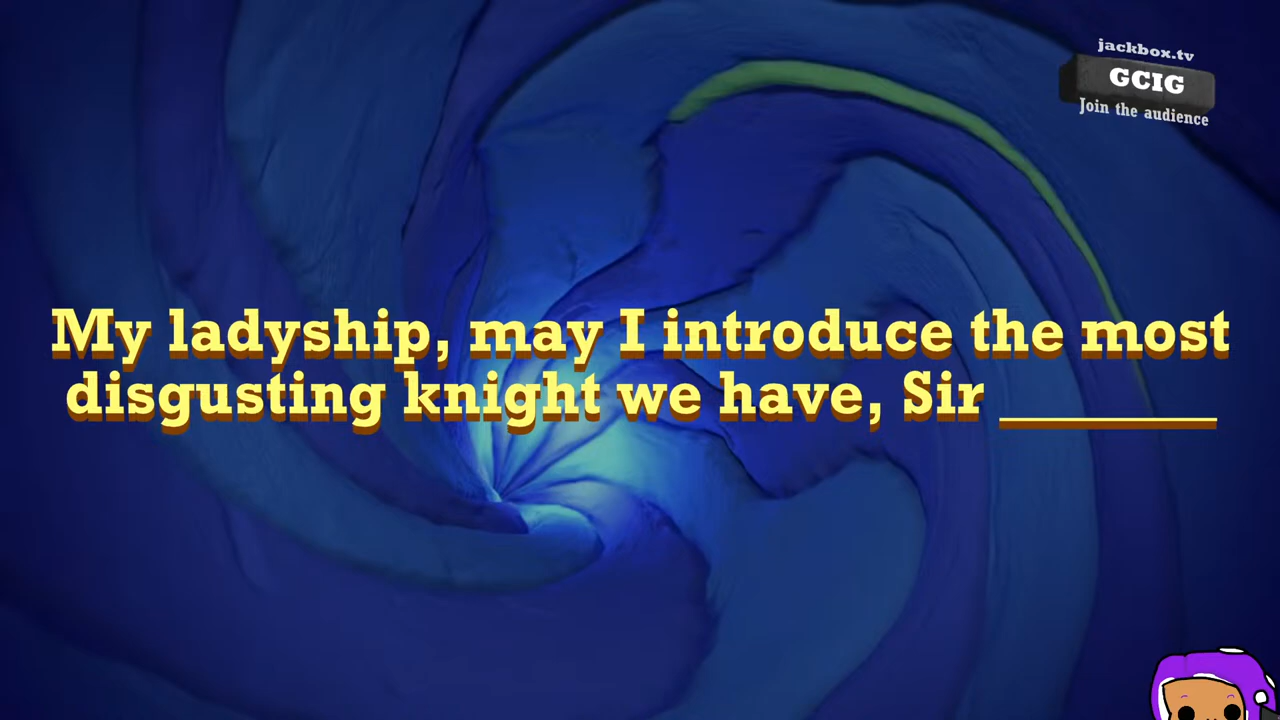 jackbox.tv
GCIG
Join the audience
My ladyship, may I introduce the most
disgusting knight we have, Sir ________